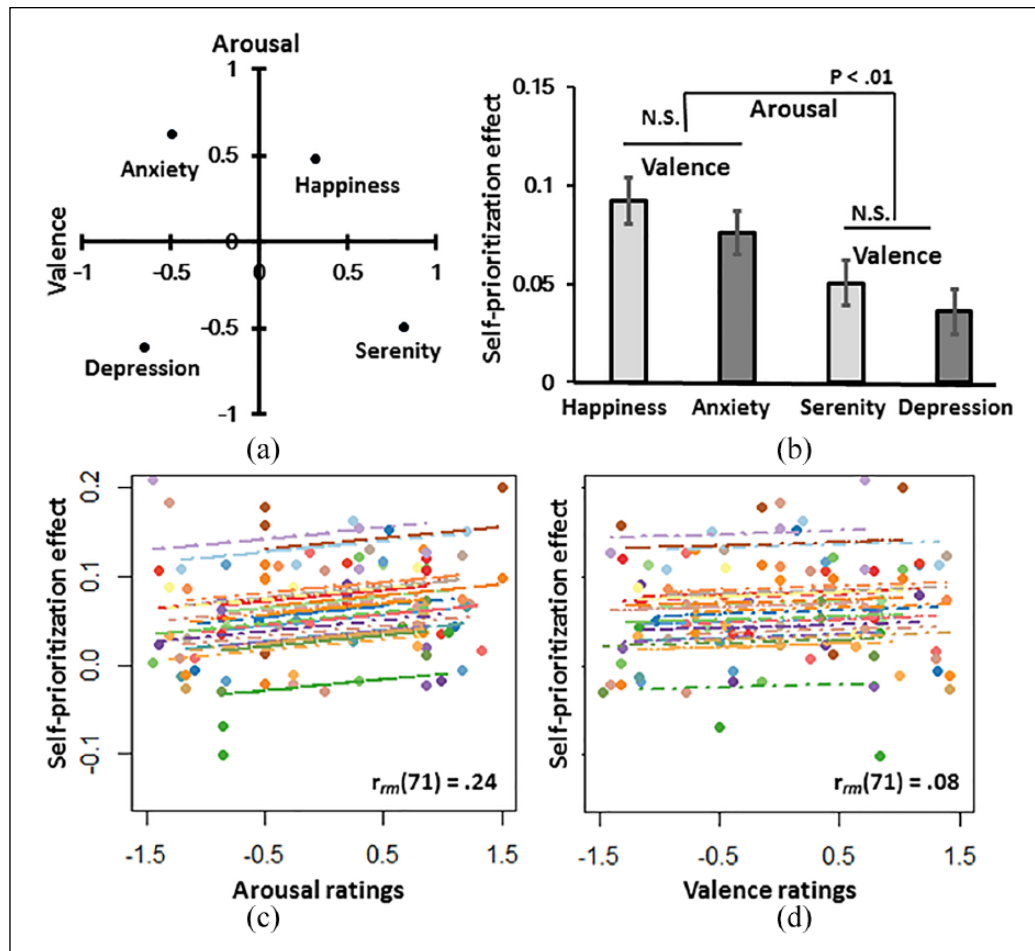 Arousal
1
Anxiety
0.5
Happiness
Valence
0
-1
-0.5
0
0.5
1
-0.5
Depression
Serenity
-1
(a)
P < .01
0.15
N.S.
Arousal
Valence
0.1
N.S.
Valence
0.05
0
Self-prioritization effect
Happiness
Anxiety
Serenity
Depression
(b)
0.2
0.1
0.0
-0.1
Self-prioritization effect
r_rm(71) = .24
-1.5
-0.5
0.5
1.5
Arousal ratings
(c)
Self-prioritization effect
r_rm(71) = .08
-1.5
-0.5
0.5
1.5
Valence ratings
(d)